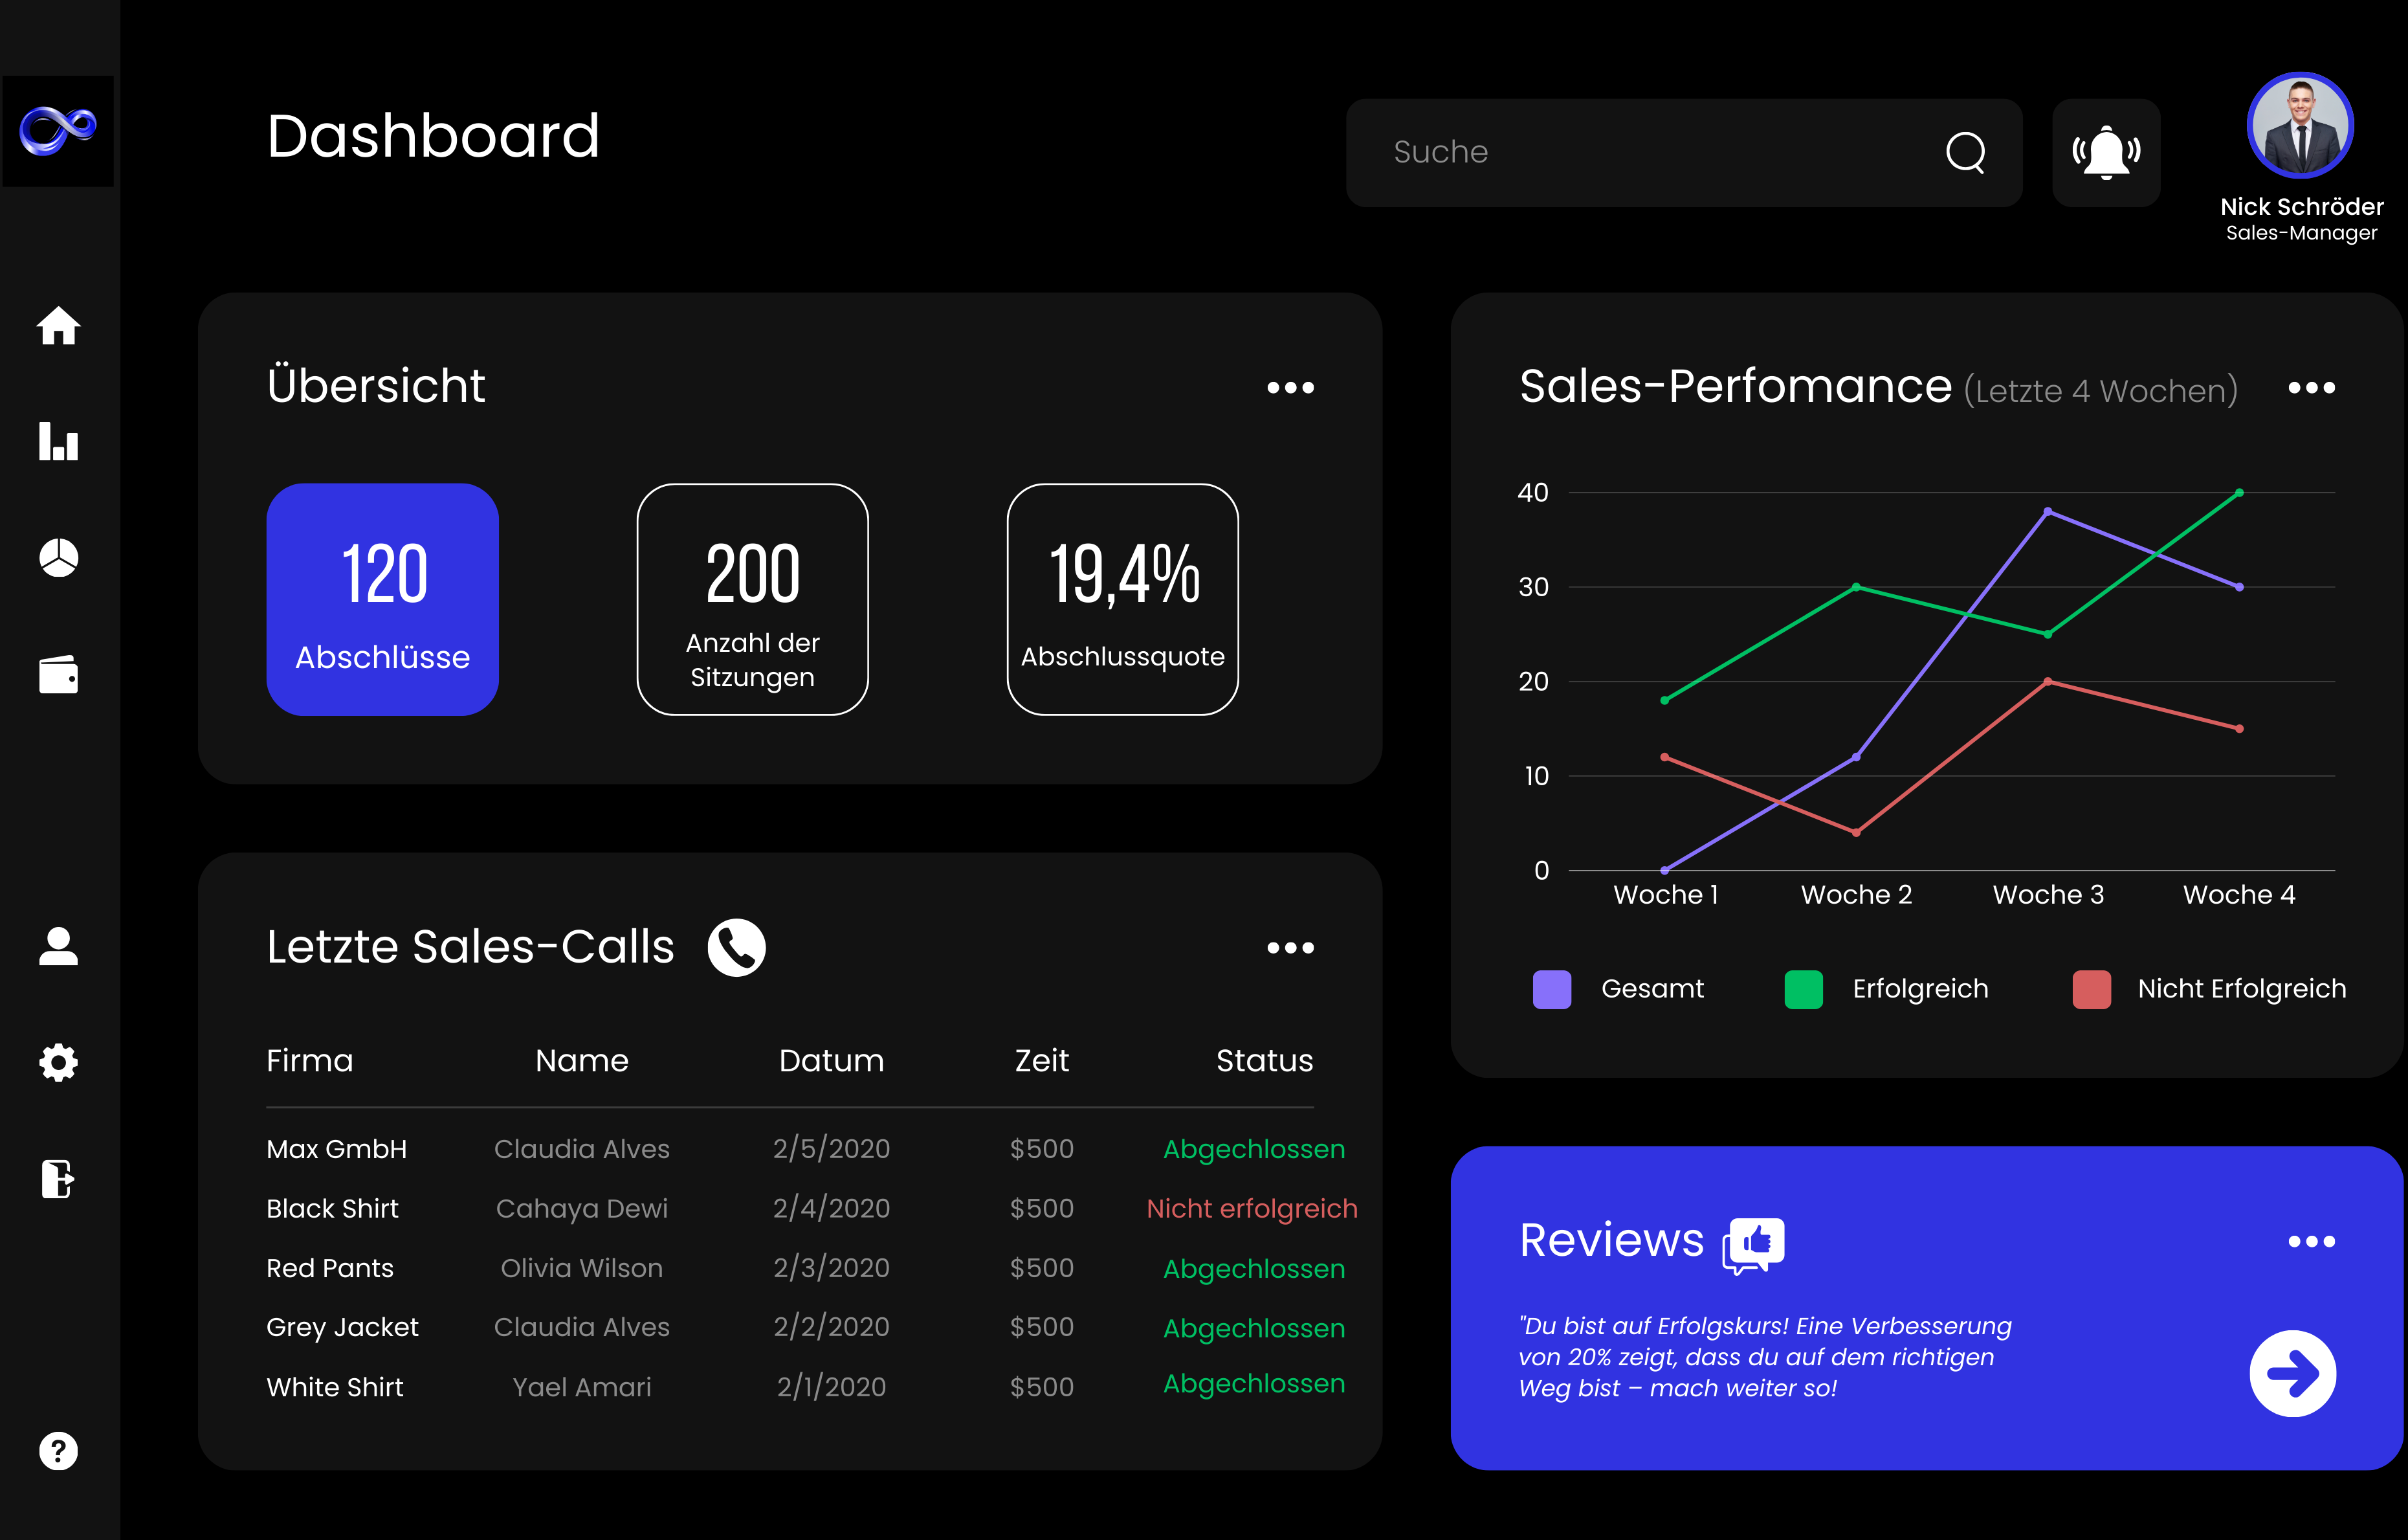 Dashboard
Suche
Nick Schröder
Sales-Manager
Übersicht
120
Abschlüsse
200
Anzahl der
Sitzungen
19,4%
Abschlussquote
Sales-Perfomance (Letzte 4 Wochen)
40
30
20
10
0
Woche 1 Woche 2 Woche 3 Woche 4
Gesamt Erfolgreich Nicht Erfolgreich
Letzte Sales-Calls
Firma Name Datum Zeit Status
Max GmbH Claudia Alves 2/5/2020 $500 Abgechlossen
Black Shirt Cahaya Dewi 2/4/2020 $500 Nicht erfolgreich
Red Pants Olivia Wilson 2/3/2020 $500 Abgechlossen
Grey Jacket Claudia Alves 2/2/2020 $500 Abgechlossen
White Shirt Yael Amari 2/1/2020 $500 Abgechlossen
Reviews
"Du bist auf Erfolgskurs! Eine Verbesserung
von 20% zeigt, dass du auf dem richtigen
Weg bist – mach weiter so!
?